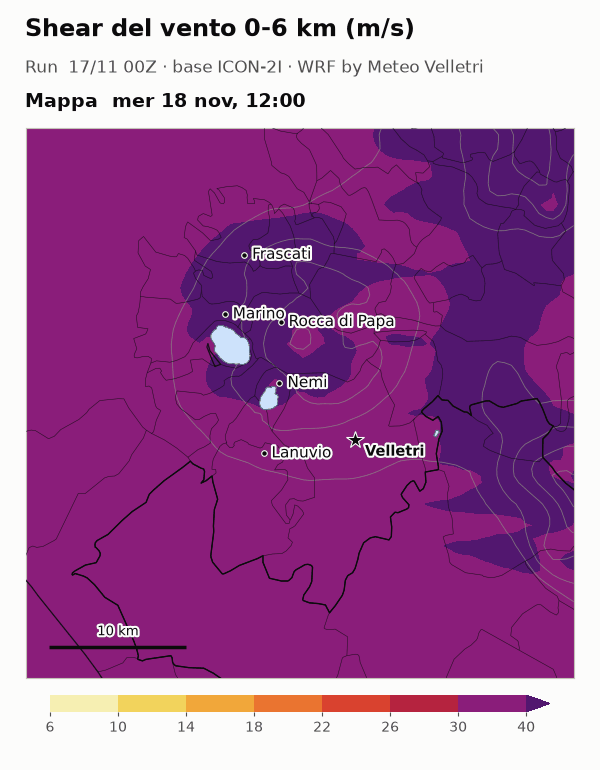 Shear del vento 0-6 km (m/s)
Run  17/11 00Z · base ICON-2I · WRF by Meteo Velletri
Mappa  mer 18 nov, 12:00
Frascati
Marino
Rocca di Papa
Nemi
Lanuvio
Velletri
10 km
6 10 14 18 22 26 30 40